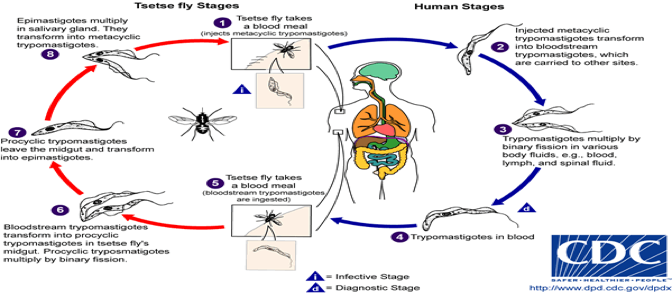 Tsetse fly Stages
Human Stages
1
Tsetse fly takes
a blood meal
(injects metacyclic trypomastigotes)
i
2
Injected metacyclic
trypomastigotes transform
into bloodstream
trypomastigotes, which
are carried to other sites.
3
Trypomastigotes multiply by
binary fission in various
body fluids, e.g., blood,
lymph, and spinal fluid.
d
4
Trypomastigotes in blood
5
Tsetse fly takes
a blood meal
(bloodstream trypomastigotes
are ingested)
6
Bloodstream trypomastigotes
transform into procyclic
trypomastigotes in tsetse fly's
midgut. Procyclic trypomastigotes
multiply by binary fission.
7
Procyclic trypomastigotes
leave the midgut and transform
into epimastigotes.
8
Epimastigotes multiply
in salivary gland. They
transform into metacyclic
trypomastigotes.
i = Infective Stage
d = Diagnostic Stage
CDC
SAFER•HEALTHIER•PEOPLE™
http://www.dpd.cdc.gov/dpdx